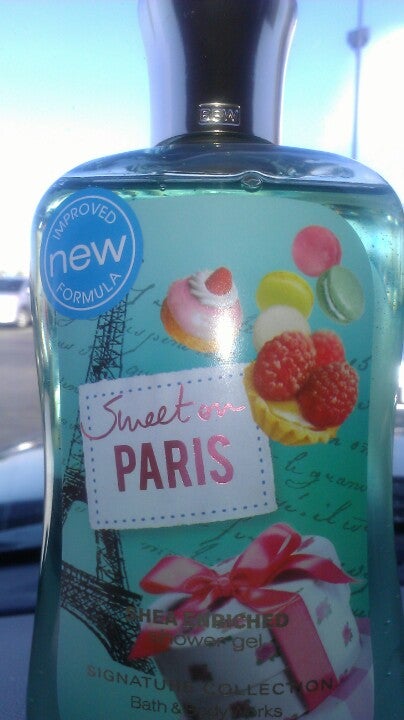 BBW
IMPROVED
new
FORMULA
Sweet on
PARIS
SHEA ENRICHED
shower gel
SIGNATURE COLLECTION
Bath & Body Works